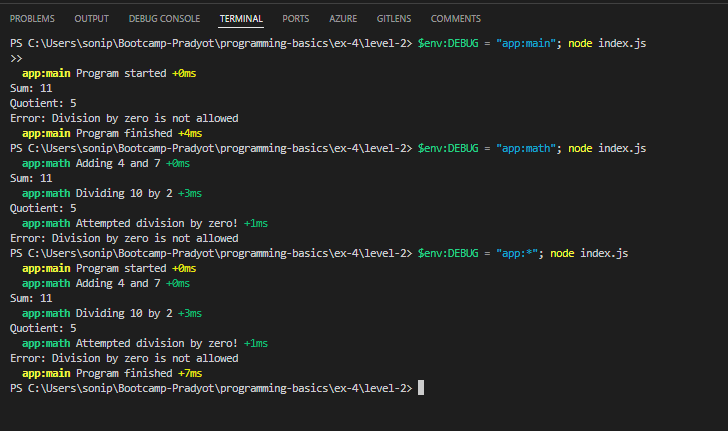 PROBLEMS OUTPUT DEBUG CONSOLE TERMINAL PORTS AZURE GITLENS COMMENTS
PS C:\Users\sonip\Bootcamp-Pradyot\programming-basics\ex-4\level-2> $env:DEBUG = "app:main"; node index.js
>>
app:main Program started +0ms
Sum: 11
Quotient: 5
Error: Division by zero is not allowed
app:main Program finished +4ms
PS C:\Users\sonip\Bootcamp-Pradyot\programming-basics\ex-4\level-2> $env:DEBUG = "app:math"; node index.js
app:math Adding 4 and 7 +0ms
Sum: 11
app:math Dividing 10 by 2 +3ms
Quotient: 5
app:math Attempted division by zero! +1ms
Error: Division by zero is not allowed
PS C:\Users\sonip\Bootcamp-Pradyot\programming-basics\ex-4\level-2> $env:DEBUG = "app:*"; node index.js
app:main Program started +0ms
app:math Adding 4 and 7 +0ms
Sum: 11
app:math Dividing 10 by 2 +3ms
Quotient: 5
app:math Attempted division by zero! +1ms
Error: Division by zero is not allowed
app:main Program finished +7ms
PS C:\Users\sonip\Bootcamp-Pradyot\programming-basics\ex-4\level-2>